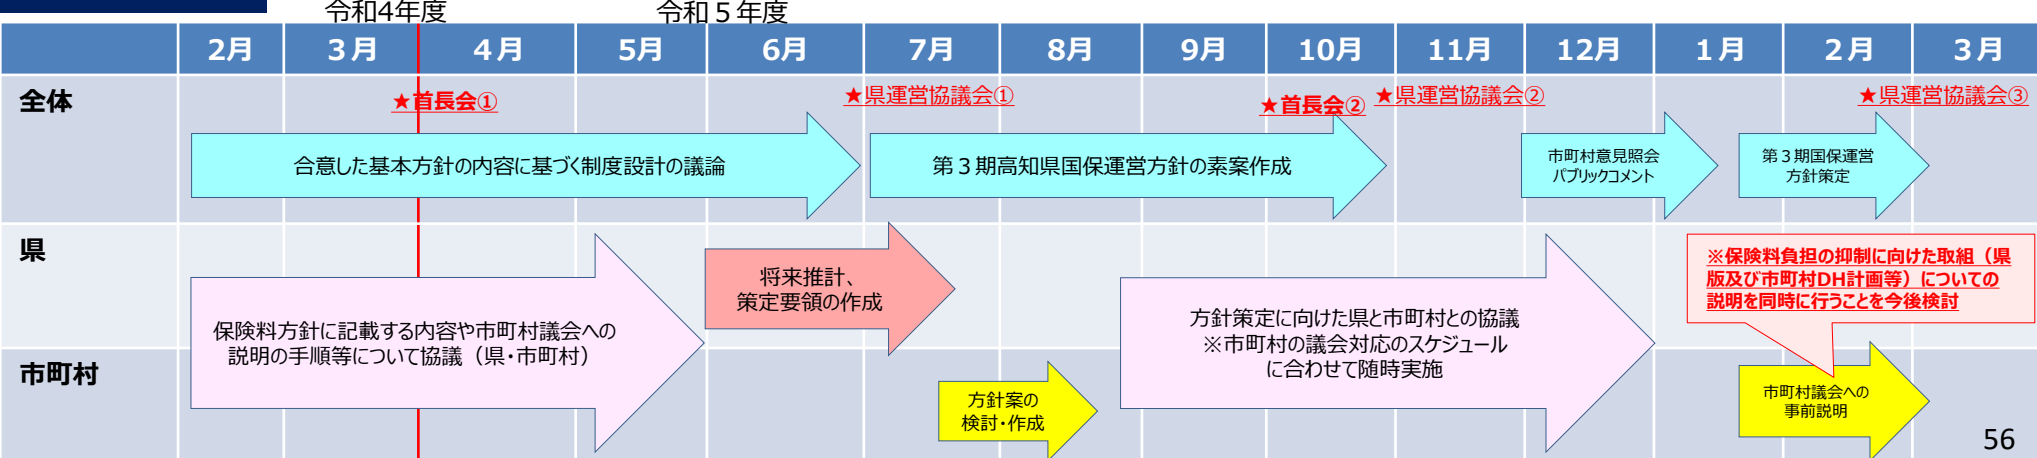 令和4年度
令和５年度
2月
３月
４月
5月
6月
7月
8月
9月
10月
11月
12月
１月
２月
３月
全体
★首長会①
★県運営協議会①
★首長会②
★県運営協議会②
★県運営協議会③
合意した基本方針の内容に基づく制度設計の議論
第３期高知県国保運営方針の素案作成
市町村意見照会
パブリックコメント
第３期国保運営
方針策定
県
保険料方針に記載する内容や市町村議会への
説明の手順等について協議（県・市町村）
将来推計、
策定要領の作成
方針策定に向けた県と市町村との協議
※市町村の議会対応のスケジュール
に合わせて随時実施
※保険料負担の抑制に向けた取組（県
版及び市町村DH計画等）についての
説明を同時に行うことを今後検討
市町村
方針案の
検討・作成
市町村議会への
事前説明
56